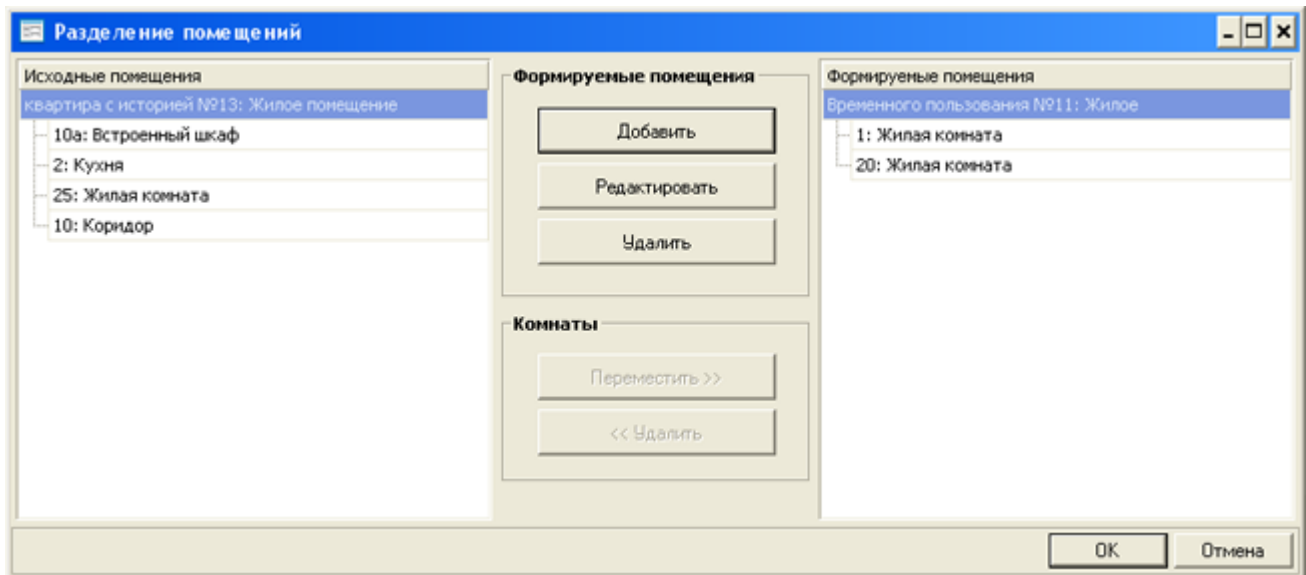 Разделение помещений
Исходные помещения
квартира с историей №13: Жилое помещение
10а: Встроенный шкаф
2: Кухня
25: Жилая комната
10: Коридор
Формируемые помещения
Добавить
Редактировать
Удалить
Комнаты
Переместить >>
<< Удалить
Формируемые помещения
Временного пользования №11: Жилое
1: Жилая комната
20: Жилая комната
OK
Отмена